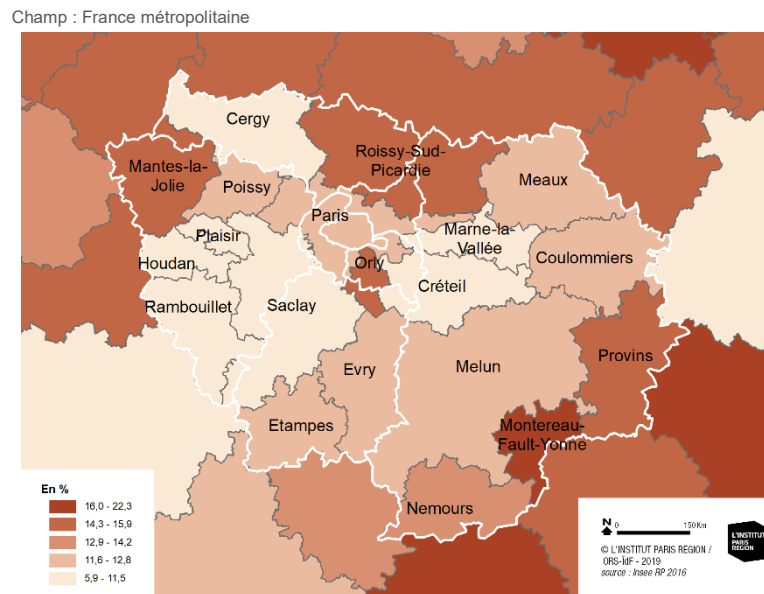 Champ : France métropolitaine
Cergy
Roissy-Sud-
Picardie
Mantes-la-
Jolie
Poissy
Meaux
Paris
Plaisir
Marne-la-
Vallée
Houdan
Orly
Coulommiers
Rambouillet
Saclay
Créteil
Evry
Melun
Provins
Etampes
Montereau-
Fault-Yonne
Nemours
En %
16,0 - 22,3
14,3 - 15,9
12,9 - 14,2
11,6 - 12,8
5,9 - 11,5
N
0 150 Km
© L'INSTITUT PARIS REGION /
ORS-ÎdF - 2019
source : Insee RP 2016
L'INSTITUT
PARIS
REGION